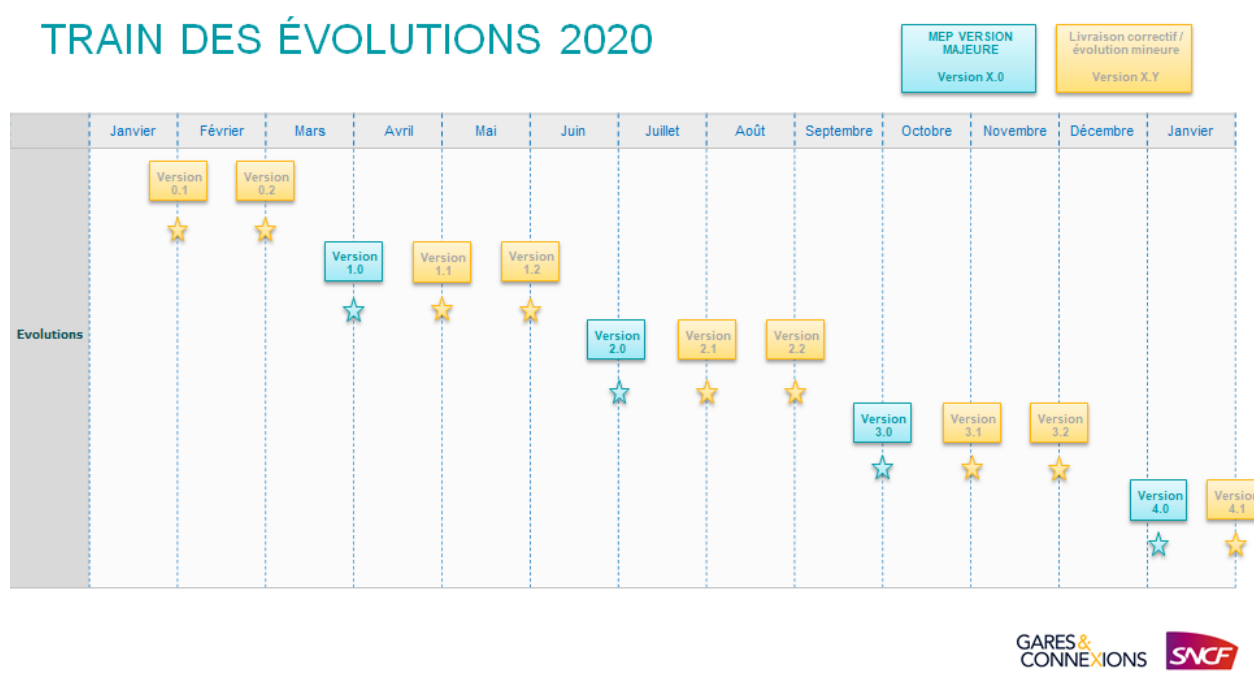 TRAIN DES ÉVOLUTIONS 2020
MEP VERSION
MAJEURE
Version X.0
Livraison correctif /
évolution mineure
Version X.Y
Janvier Février Mars Avril Mai Juin Juillet Août Septembre Octobre Novembre Décembre Janvier
Version
0.1
Version
0.2
Version
1.0
Version
1.1
Version
1.2
Evolutions
Version
2.0
Version
2.1
Version
2.2
Version
3.0
Version
3.1
Version
3.2
Version
4.0
Version
4.1
GARES &
CONNEXIONS
SNCF